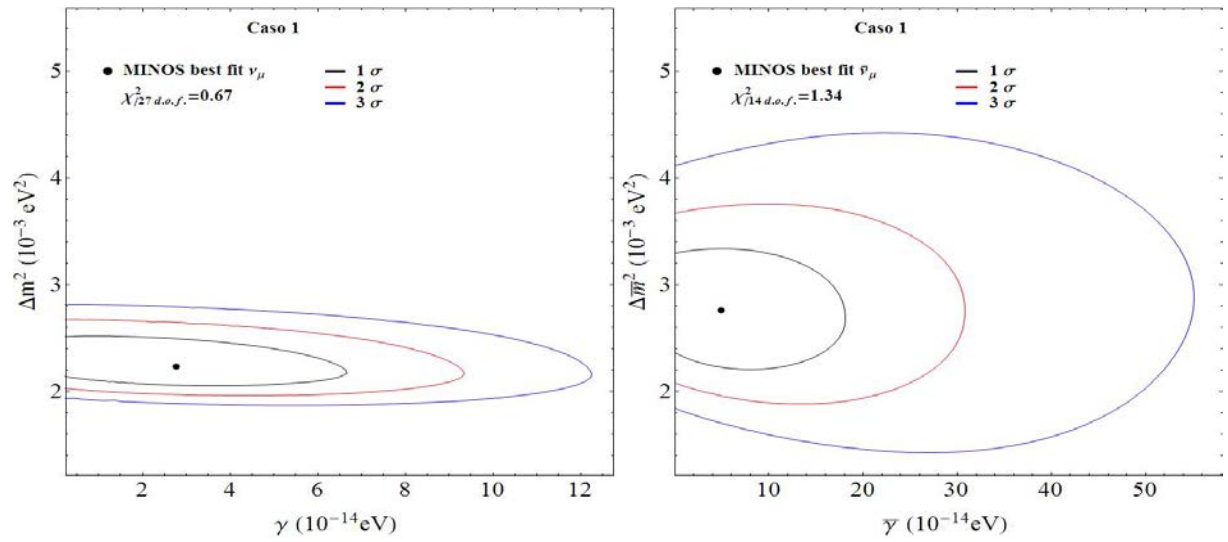 Caso 1
● MINOS best fit ν_μ
χ²_/27 d.o.f.=0.67
1 σ
2 σ
3 σ
5
4
3
2
Δm² (10⁻³ eV²)
2 4 6 8 10 12
γ (10⁻¹⁴eV)
Caso 1
● MINOS best fit ν̄_μ
χ²_/14 d.o.f.=1.34
1 σ
2 σ
3 σ
5
4
3
2
Δm̄² (10⁻³ eV²)
10 20 30 40 50
γ̄ (10⁻¹⁴eV)